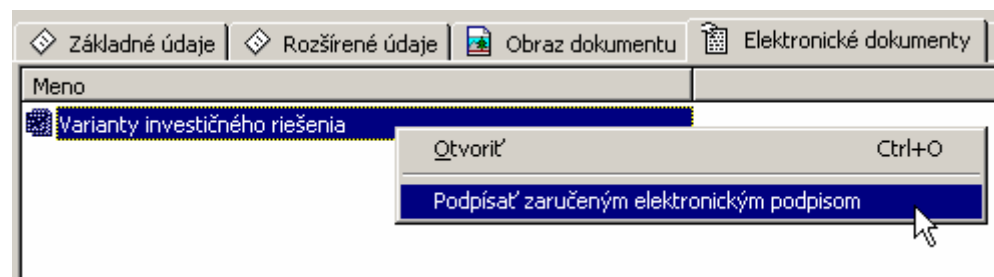 Základné údaje Rozšírené údaje Obraz dokumentu Elektronické dokumenty
Meno
Varianty investičného riešenia
Otvoriť Ctrl+O
Podpísať zaručeným elektronickým podpisom